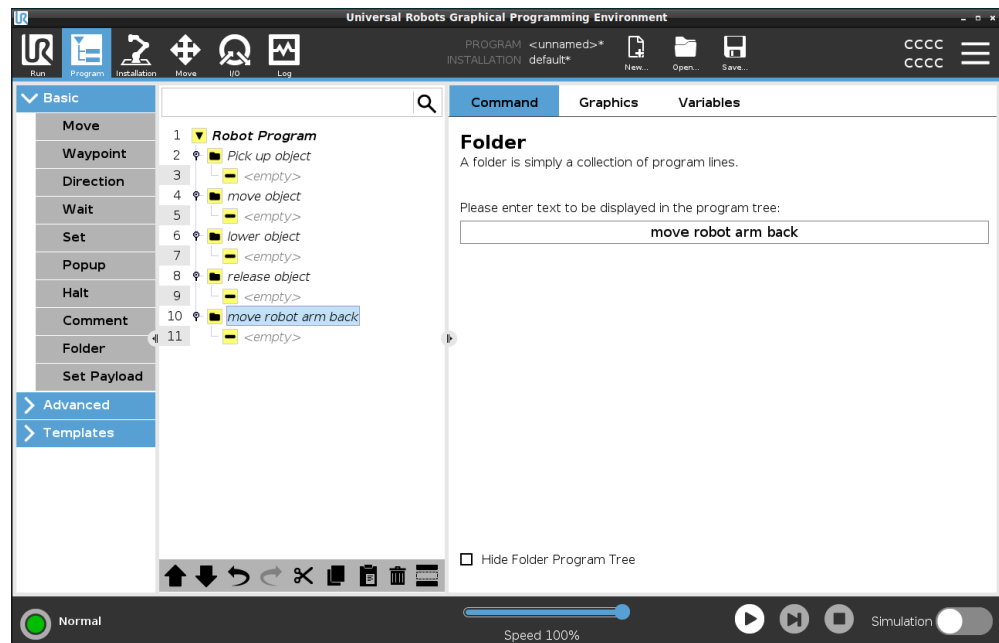 Universal Robots Graphical Programming Environment
PROGRAM <unnamed>*
INSTALLATION default*
Run
Program
Installation
Move
I/O
Log
New...
Open...
Save...
CCCC
CCCC
Basic
Move
Waypoint
Direction
Wait
Set
Popup
Halt
Comment
Folder
Set Payload
Advanced
Templates
1 Robot Program
2 Pick up object
3 <empty>
4 move object
5 <empty>
6 lower object
7 <empty>
8 release object
9 <empty>
10 move robot arm back
11 <empty>
Command Graphics Variables
Folder
A folder is simply a collection of program lines.
Please enter text to be displayed in the program tree:
move robot arm back
Hide Folder Program Tree
Normal
Speed 100%
Simulation